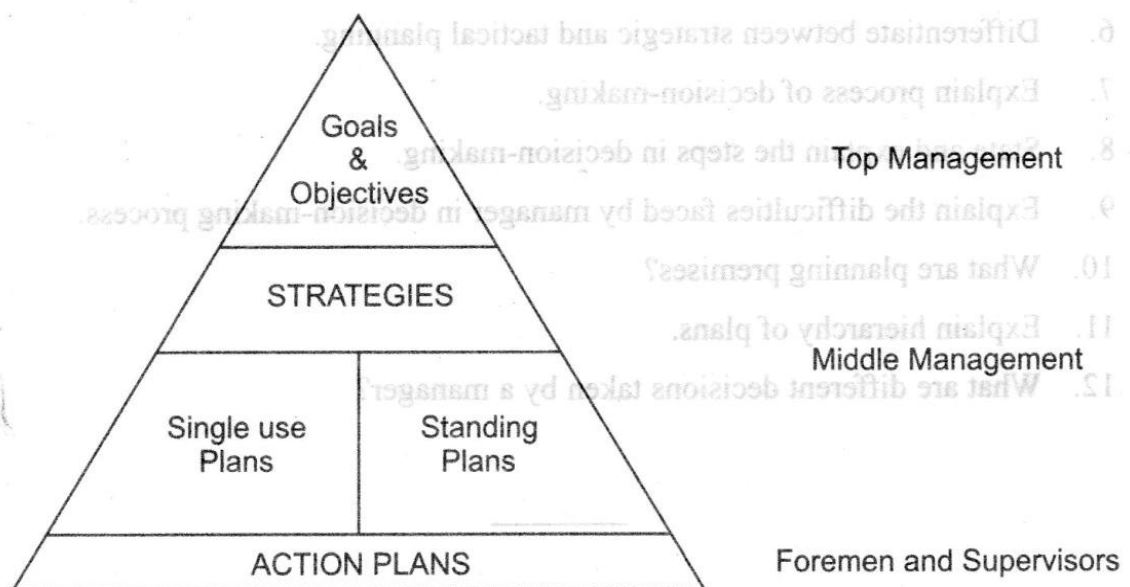 Goals
&
Objectives
Top Management
STRATEGIES
Middle Management
Single use
Plans
Standing
Plans
ACTION PLANS
Foremen and Supervisors
6. Differentiate between strategic and tactical planning.
7. Explain process of decision-making.
8. State and explain the steps in decision-making.
9. Explain the difficulties faced by manager in decision-making process.
10. What are planning premises?
11. Explain hierarchy of plans.
12. What are different decisions taken by a manager?